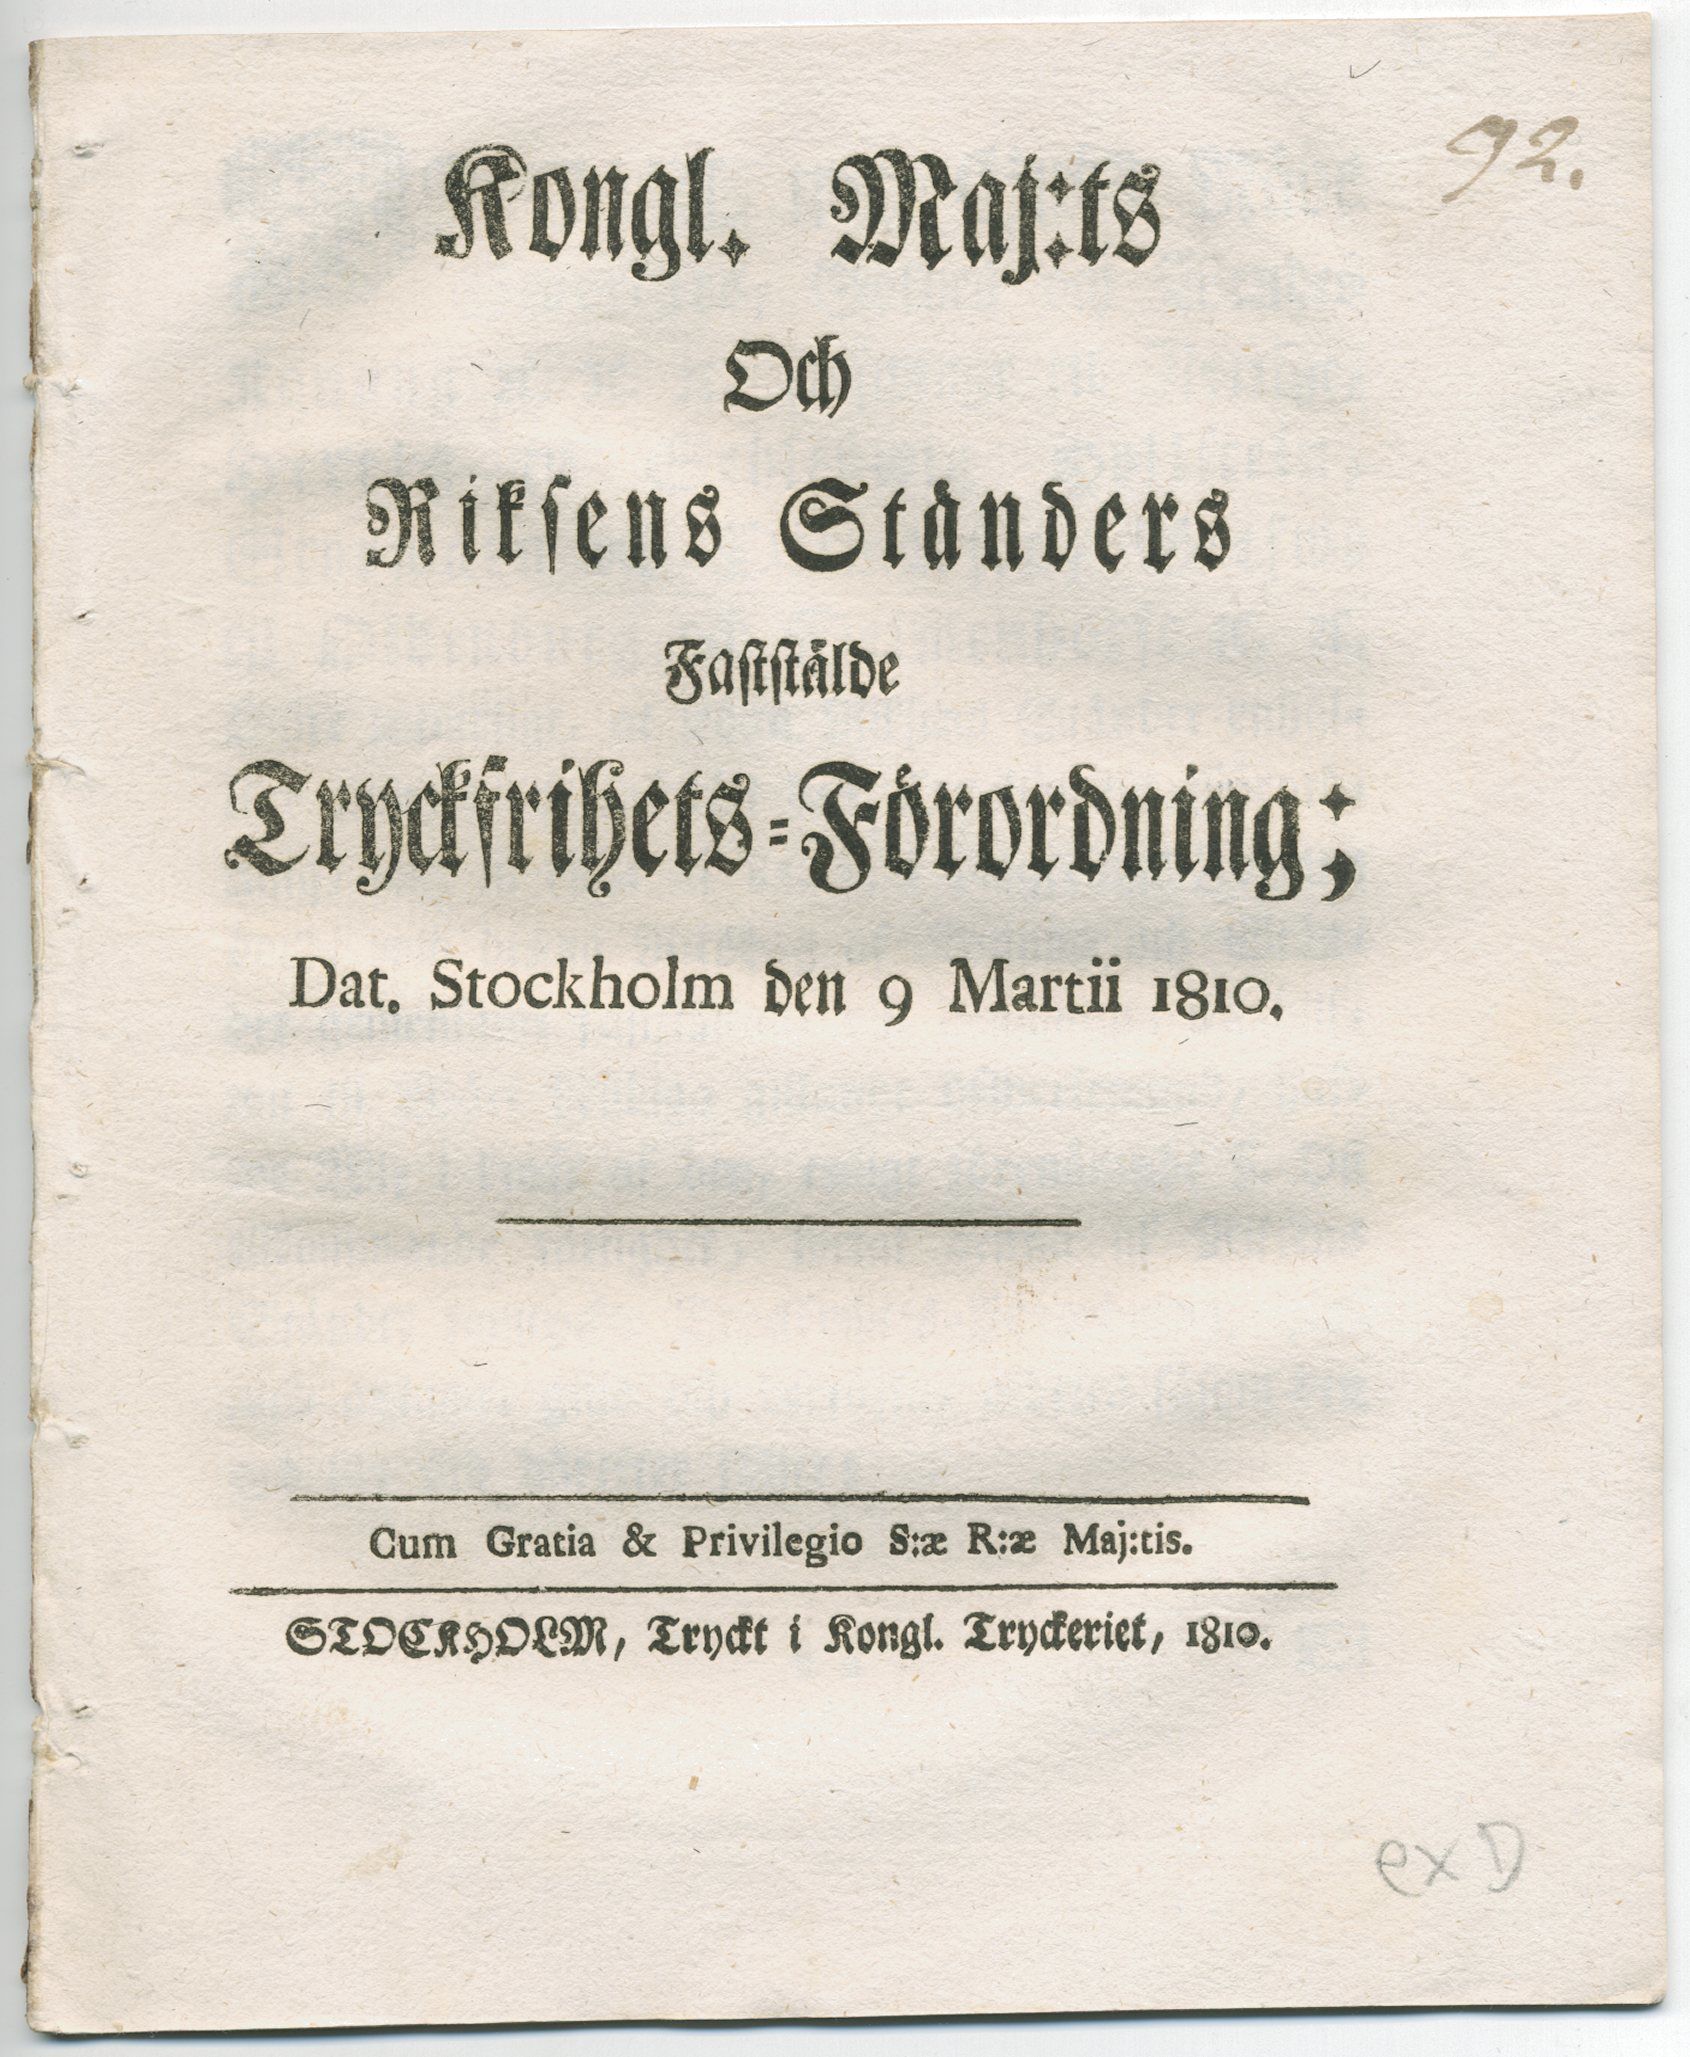 92.
Kongl. Maj:ts
Och
Riksens Ständers
Faststälde
Tryckfrihets-Förordning;
Dat. Stockholm den 9 Martii 1810.
Cum Gratia & Privilegio S:æ R:æ Maj:tis.
STOCKHOLM, Tryckt i Kongl. Tryckeriet, 1810.
ex D